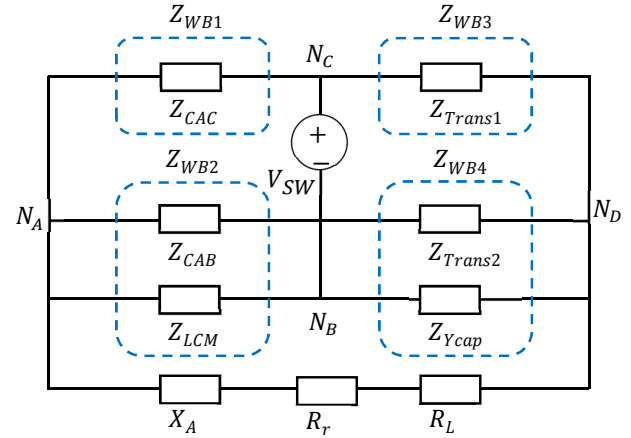 Z_{WB1} Z_{WB3}
N_C
Z_{CAC} + Z_{Trans1}
−
Z_{WB2} V_{SW} Z_{WB4}
N_A N_D
Z_{CAB} Z_{Trans2}
N_B
Z_{LCM} Z_{Ycap}
X_A R_r R_L